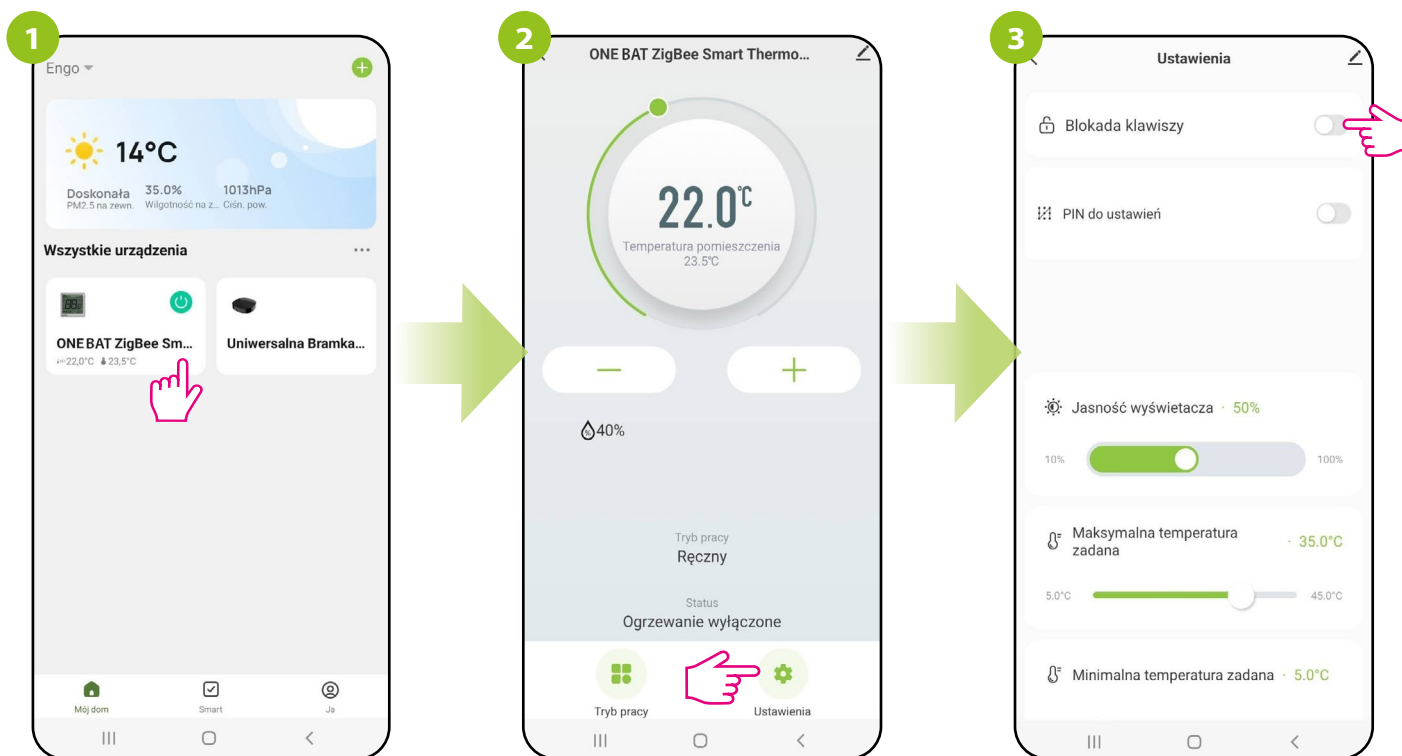 1
Engo
14°C
Doskonała
PM2.5 na zewn.
35.0%
Wilgotność na z...
1013hPa
Ciśn. pow.
Wszystkie urządzenia
ONE BAT ZigBee Sm...
22,0°C 23,5°C
Uniwersalna Bramka...
Mój dom
Smart
Ja
2
ONE BAT ZigBee Smart Thermo...
22.0°C
Temperatura pomieszczenia
23.5°C
40%
Tryb pracy
Ręczny
Status
Ogrzewanie wyłączone
Tryb pracy
Ustawienia
3
Ustawienia
Blokada klawiszy
PIN do ustawień
Jasność wyświetacza · 50%
10%
100%
Maksymalna temperatura
zadana
· 35.0°C
5.0°C
45.0°C
Minimalna temperatura zadana · 5.0°C